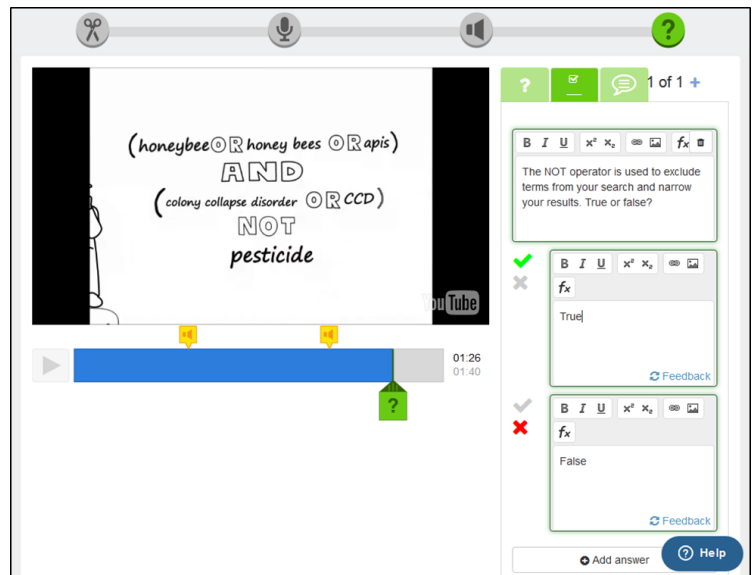 ?
? 1 of 1 +
(honeybee OR honey bees OR apis)
AND
(colony collapse disorder OR CCD)
NOT
pesticide
YouTube
01:26
01:40
?
B I U x² x₂ fx
The NOT operator is used to exclude
terms from your search and narrow
your results. True or false?
B I U x² x₂
fx
True
Feedback
B I U x² x₂
fx
False
Feedback
Add answer
? Help